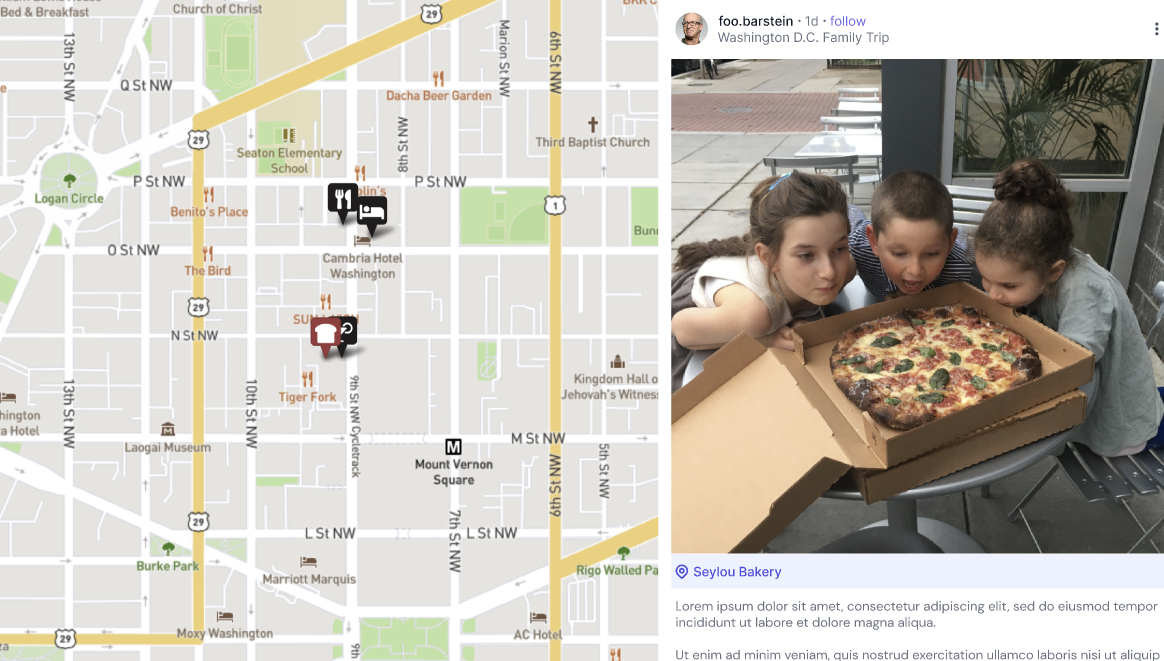 Church of Christ
Bed & Breakfast
29
13th St NW
Marion St NW
6th St NW
Q St NW
Dacha Beer Garden
29
8th St NW
Third Baptist Church
Seaton Elementary
School
P St NW
P St NW
Logan Circle
Benito's Place
1
O St NW
Cambria Hotel
Washington
The Bird
29
N St NW
Tiger Fork
Kingdom Hall o
Jehovah's Witness
13th St NW
10th St NW
9th St NW Cycletrack
ington
a Hotel
Laogai Museum
M St NW
M
Mount Vernon
Square
5th St NW
6th St NW
29
L St NW
L St NW
7th St NW
Burke Park
Marriott Marquis
Rigo Walled Pa
Moxy Washington
AC Hotel
29
9th
foo.barstein · 1d · follow
Washington D.C. Family Trip
Seylou Bakery
Lorem ipsum dolor sit amet, consectetur adipiscing elit, sed do eiusmod tempor
incididunt ut labore et dolore magna aliqua.
Ut enim ad minim veniam, quis nostrud exercitation ullamco laboris nisi ut aliquip